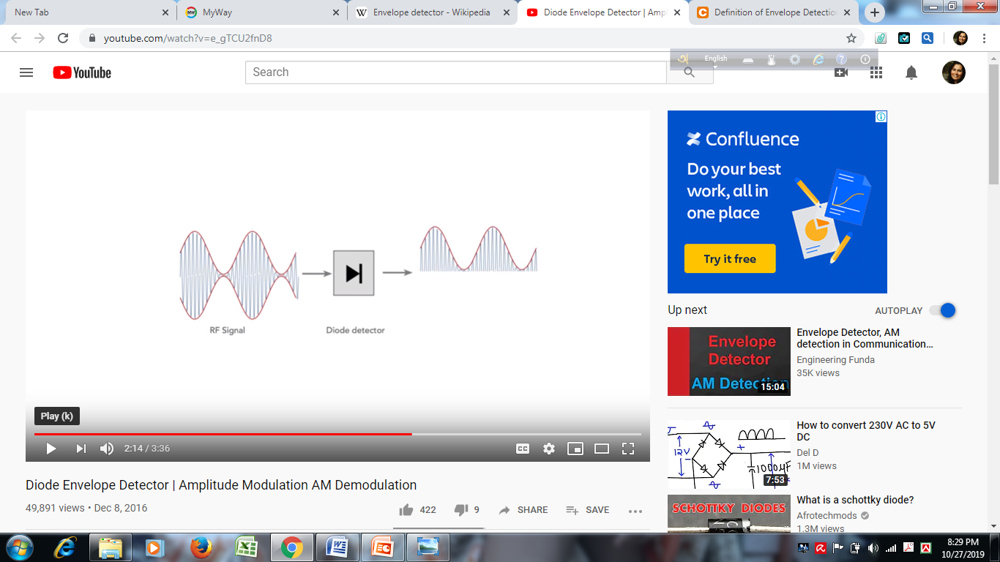 New Tab
MyWay
Envelope detector - Wikipedia
Diode Envelope Detector | Amp
Definition of Envelope Detection
youtube.com/watch?v=e_gTCU2fnD8
English
YouTube
Search
RF Signal
Diode detector
Play (k)
2:14 / 3:36
CC
Diode Envelope Detector | Amplitude Modulation AM Demodulation
49,891 views • Dec 8, 2016
422
9
SHARE
SAVE
Confluence
Do your best
work, all in
one place
Try it free
Up next
AUTOPLAY
Envelope
Detector
AM Detection
15:04
Envelope Detector, AM
detection in Communication…
Engineering Funda
35K views
12V
1000µF
7:53
How to convert 230V AC to 5V
DC
Del D
1M views
SCHOTTKY DIODES
What is a schottky diode?
Afrotechmods
1.3M views
8:29 PM
10/27/2019